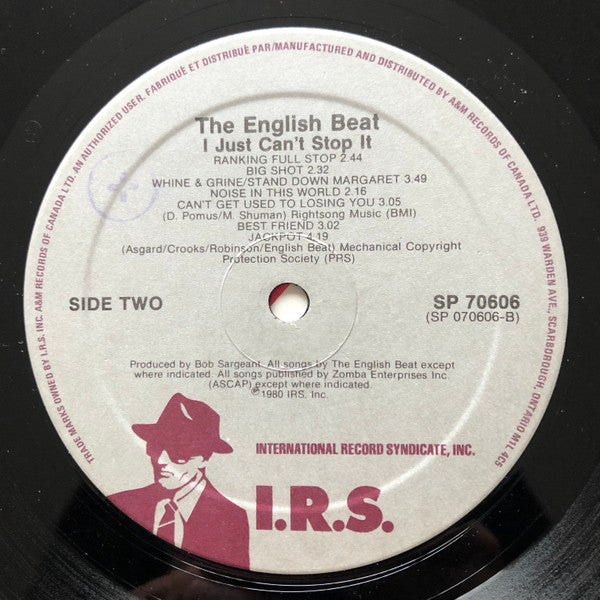 TRADE MARKS OWNED BY I.R.S. INC. A&M RECORDS OF CANADA LTD. AN AUTHORIZED USER. FABRIQUÉ ET DISTRIBUÉ PAR/MANUFACTURED AND DISTRIBUTED BY A&M RECORDS OF CANADA LTD. 939 WARDEN AVE., SCARBOROUGH, ONTARIO M1L 4C5
The English Beat
I Just Can't Stop It
RANKING FULL STOP 2.44
BIG SHOT 2.32
WHINE & GRINE/STAND DOWN MARGARET 3.49
NOISE IN THIS WORLD 2.16
CAN'T GET USED TO LOSING YOU 3.05
(D. Pomus/M. Shuman) Rightsong Music (BMI)
BEST FRIEND 3.02
JACKPOT 4.19
(Asgard/Crooks/Robinson/English Beat) Mechanical Copyright
Protection Society (PRS)
SIDE TWO
SP 70606
(SP 070606-B)
Produced by Bob Sargeant. All songs by The English Beat except
where indicated. All songs published by Zomba Enterprises Inc.
(ASCAP) except where indicated.
℗1980 IRS. Inc.
INTERNATIONAL RECORD SYNDICATE, INC.
I.R.S.